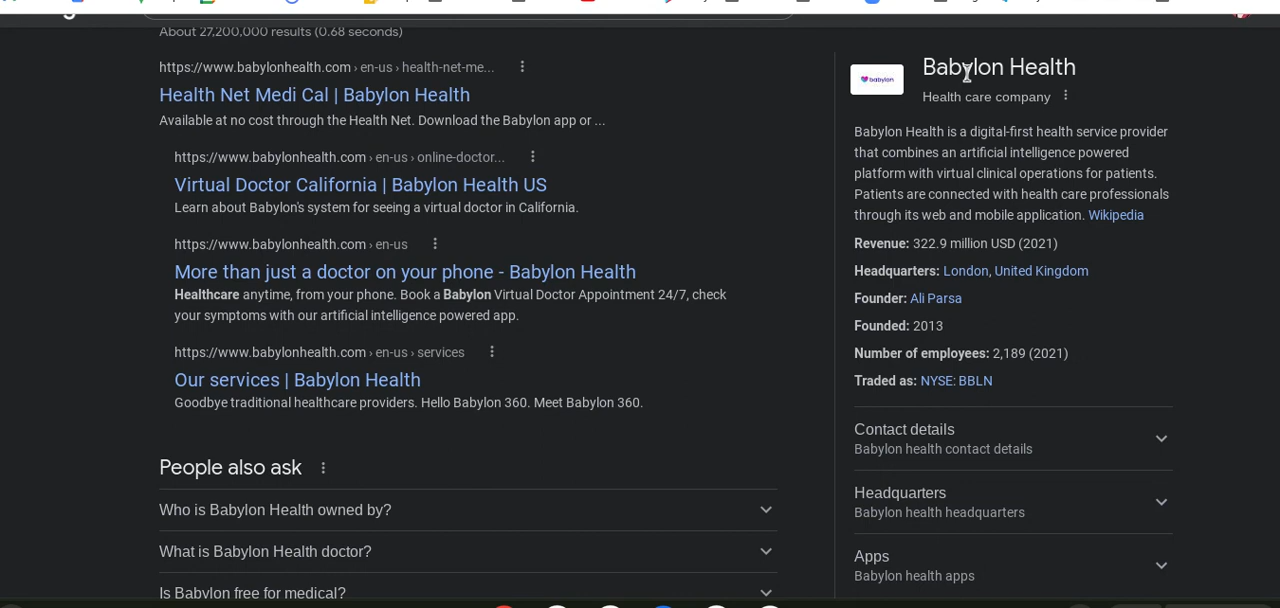 About 27,200,000 results (0.68 seconds)
https://www.babylonhealth.com › en-us › health-net-me...
Health Net Medi Cal | Babylon Health
Available at no cost through the Health Net. Download the Babylon app or ...
https://www.babylonhealth.com › en-us › online-doctor...
Virtual Doctor California | Babylon Health US
Learn about Babylon's system for seeing a virtual doctor in California.
https://www.babylonhealth.com › en-us
More than just a doctor on your phone - Babylon Health
Healthcare anytime, from your phone. Book a Babylon Virtual Doctor Appointment 24/7, check
your symptoms with our artificial intelligence powered app.
https://www.babylonhealth.com › en-us › services
Our services | Babylon Health
Goodbye traditional healthcare providers. Hello Babylon 360. Meet Babylon 360.
People also ask
Who is Babylon Health owned by?
What is Babylon Health doctor?
Is Babylon free for medical?
babylon
Babylon Health
Health care company
Babylon Health is a digital-first health service provider
that combines an artificial intelligence powered
platform with virtual clinical operations for patients.
Patients are connected with health care professionals
through its web and mobile application. Wikipedia
Revenue: 322.9 million USD (2021)
Headquarters: London, United Kingdom
Founder: Ali Parsa
Founded: 2013
Number of employees: 2,189 (2021)
Traded as: NYSE: BBLN
Contact details
Babylon health contact details
Headquarters
Babylon health headquarters
Apps
Babylon health apps